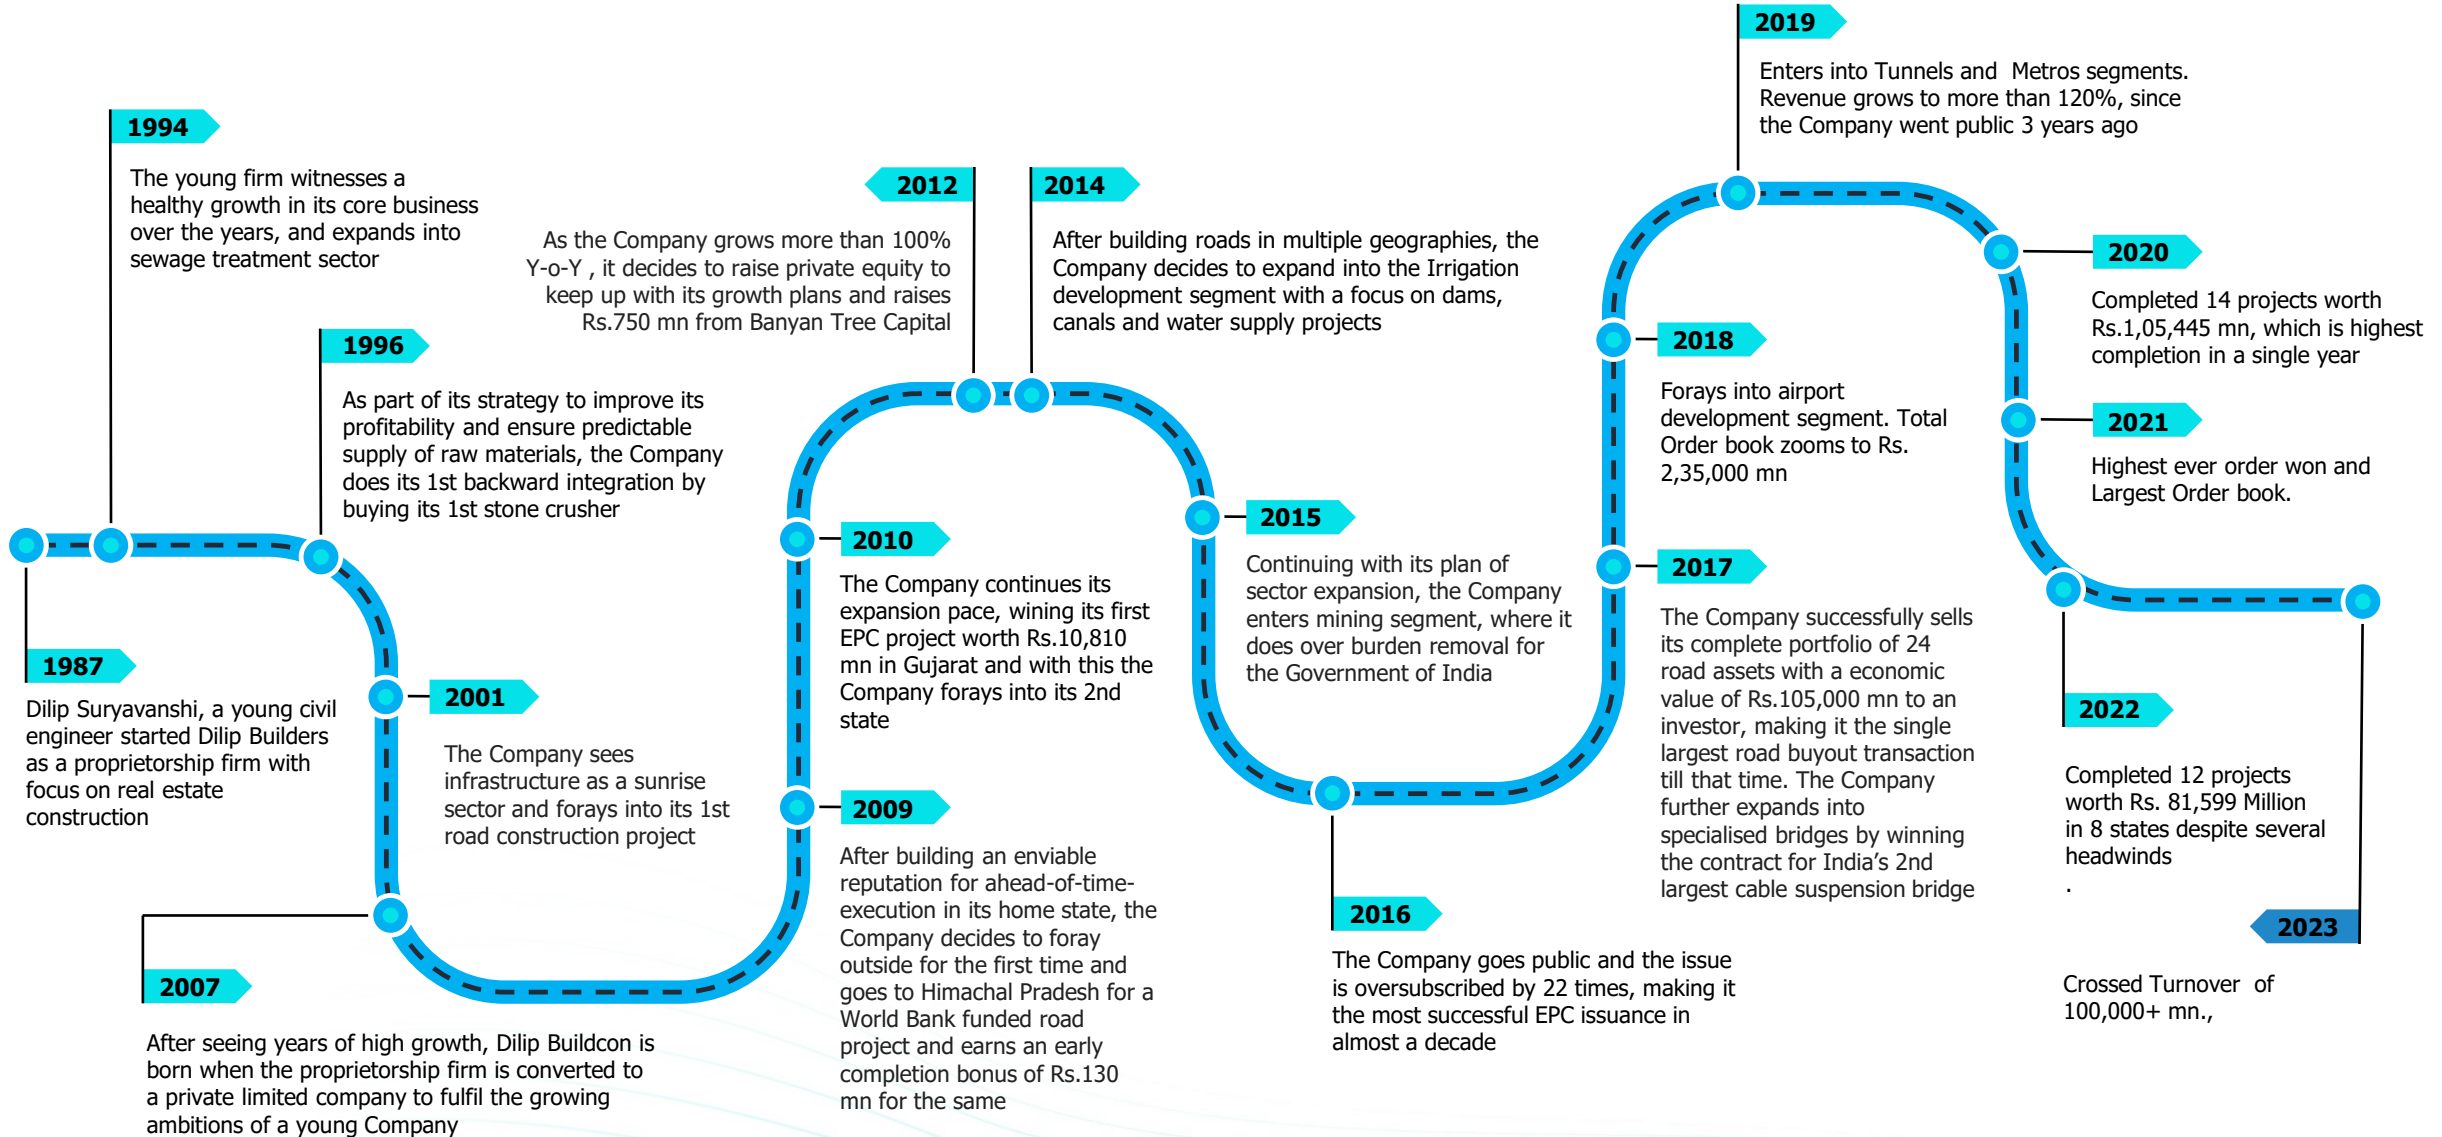 1987
Dilip Suryavanshi, a young civil
engineer started Dilip Builders
as a proprietorship firm with
focus on real estate
construction
1994
The young firm witnesses a
healthy growth in its core business
over the years, and expands into
sewage treatment sector
1996
As part of its strategy to improve its
profitability and ensure predictable
supply of raw materials, the Company
does its 1st backward integration by
buying its 1st stone crusher
2001
The Company sees
infrastructure as a sunrise
sector and forays into its 1st
road construction project
2007
After seeing years of high growth, Dilip Buildcon is
born when the proprietorship firm is converted to
a private limited company to fulfil the growing
ambitions of a young Company
2009
After building an enviable
reputation for ahead-of-time-
execution in its home state, the
Company decides to foray
outside for the first time and
goes to Himachal Pradesh for a
World Bank funded road
project and earns an early
completion bonus of Rs.130
mn for the same
2010
The Company continues its
expansion pace, wining its first
EPC project worth Rs.10,810
mn in Gujarat and with this the
Company forays into its 2nd
state
2012
As the Company grows more than 100%
Y-o-Y , it decides to raise private equity to
keep up with its growth plans and raises
Rs.750 mn from Banyan Tree Capital
2014
After building roads in multiple geographies, the
Company decides to expand into the Irrigation
development segment with a focus on dams,
canals and water supply projects
2015
Continuing with its plan of
sector expansion, the Company
enters mining segment, where it
does over burden removal for
the Government of India
2016
The Company goes public and the issue
is oversubscribed by 22 times, making it
the most successful EPC issuance in
almost a decade
2017
The Company successfully sells
its complete portfolio of 24
road assets with a economic
value of Rs.105,000 mn to an
investor, making it the single
largest road buyout transaction
till that time. The Company
further expands into
specialised bridges by winning
the contract for India’s 2nd
largest cable suspension bridge
2018
Forays into airport
development segment. Total
Order book zooms to Rs.
2,35,000 mn
2019
Enters into Tunnels and  Metros segments.
Revenue grows to more than 120%, since
the Company went public 3 years ago
2020
Completed 14 projects worth
Rs.1,05,445 mn, which is highest
completion in a single year
2021
Highest ever order won and
Largest Order book.
2022
Completed 12 projects
worth Rs. 81,599 Million
in 8 states despite several
headwinds
.
2023
Crossed Turnover  of
100,000+ mn.,